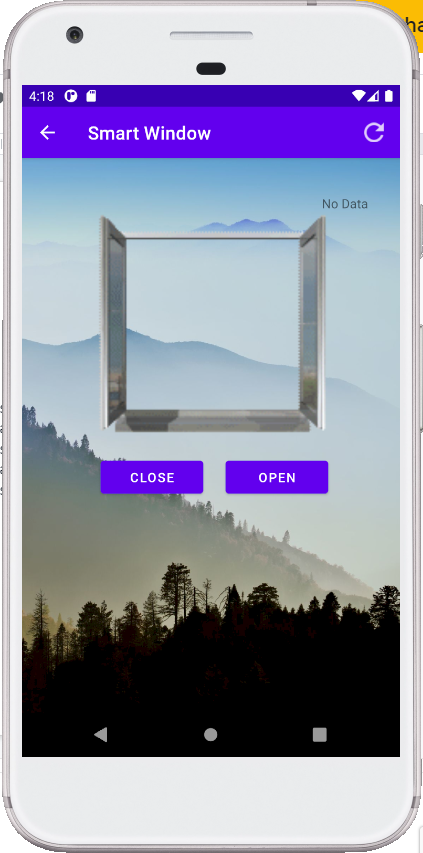 4:18
Smart Window
No Data
CLOSE
OPEN